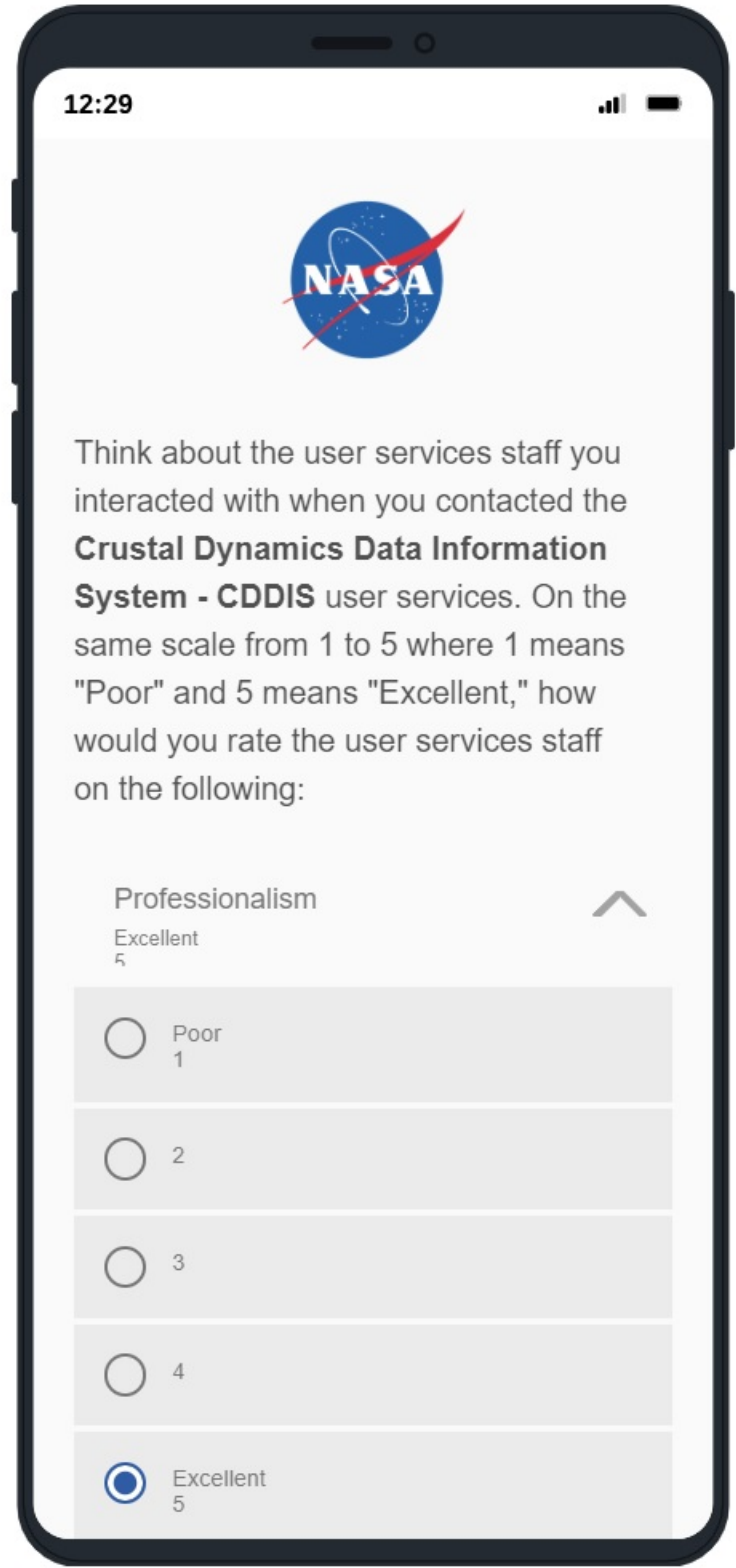 12:29
NASA
Think about the user services staff you
interacted with when you contacted the
Crustal Dynamics Data Information
System - CDDIS user services. On the
same scale from 1 to 5 where 1 means
"Poor" and 5 means "Excellent," how
would you rate the user services staff
on the following:
Professionalism
Excellent
5
Poor
1
2
3
4
Excellent
5